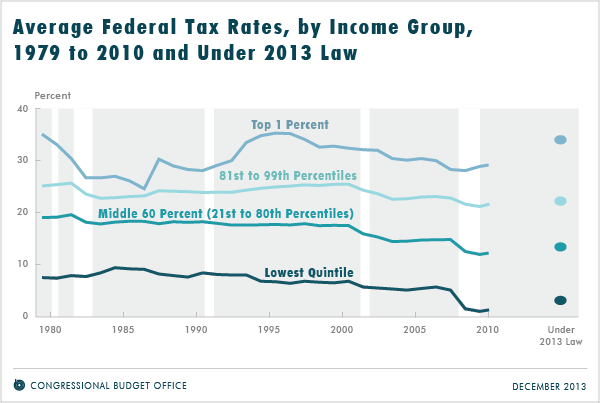 Average Federal Tax Rates, by Income Group,
1979 to 2010 and Under 2013 Law
Percent
40
30
20
10
0
Top 1 Percent
81st to 99th Percentiles
Middle 60 Percent (21st to 80th Percentiles)
Lowest Quintile
1980 1985 1990 1995 2000 2005 2010 Under
2013 Law
CONGRESSIONAL BUDGET OFFICE DECEMBER 2013